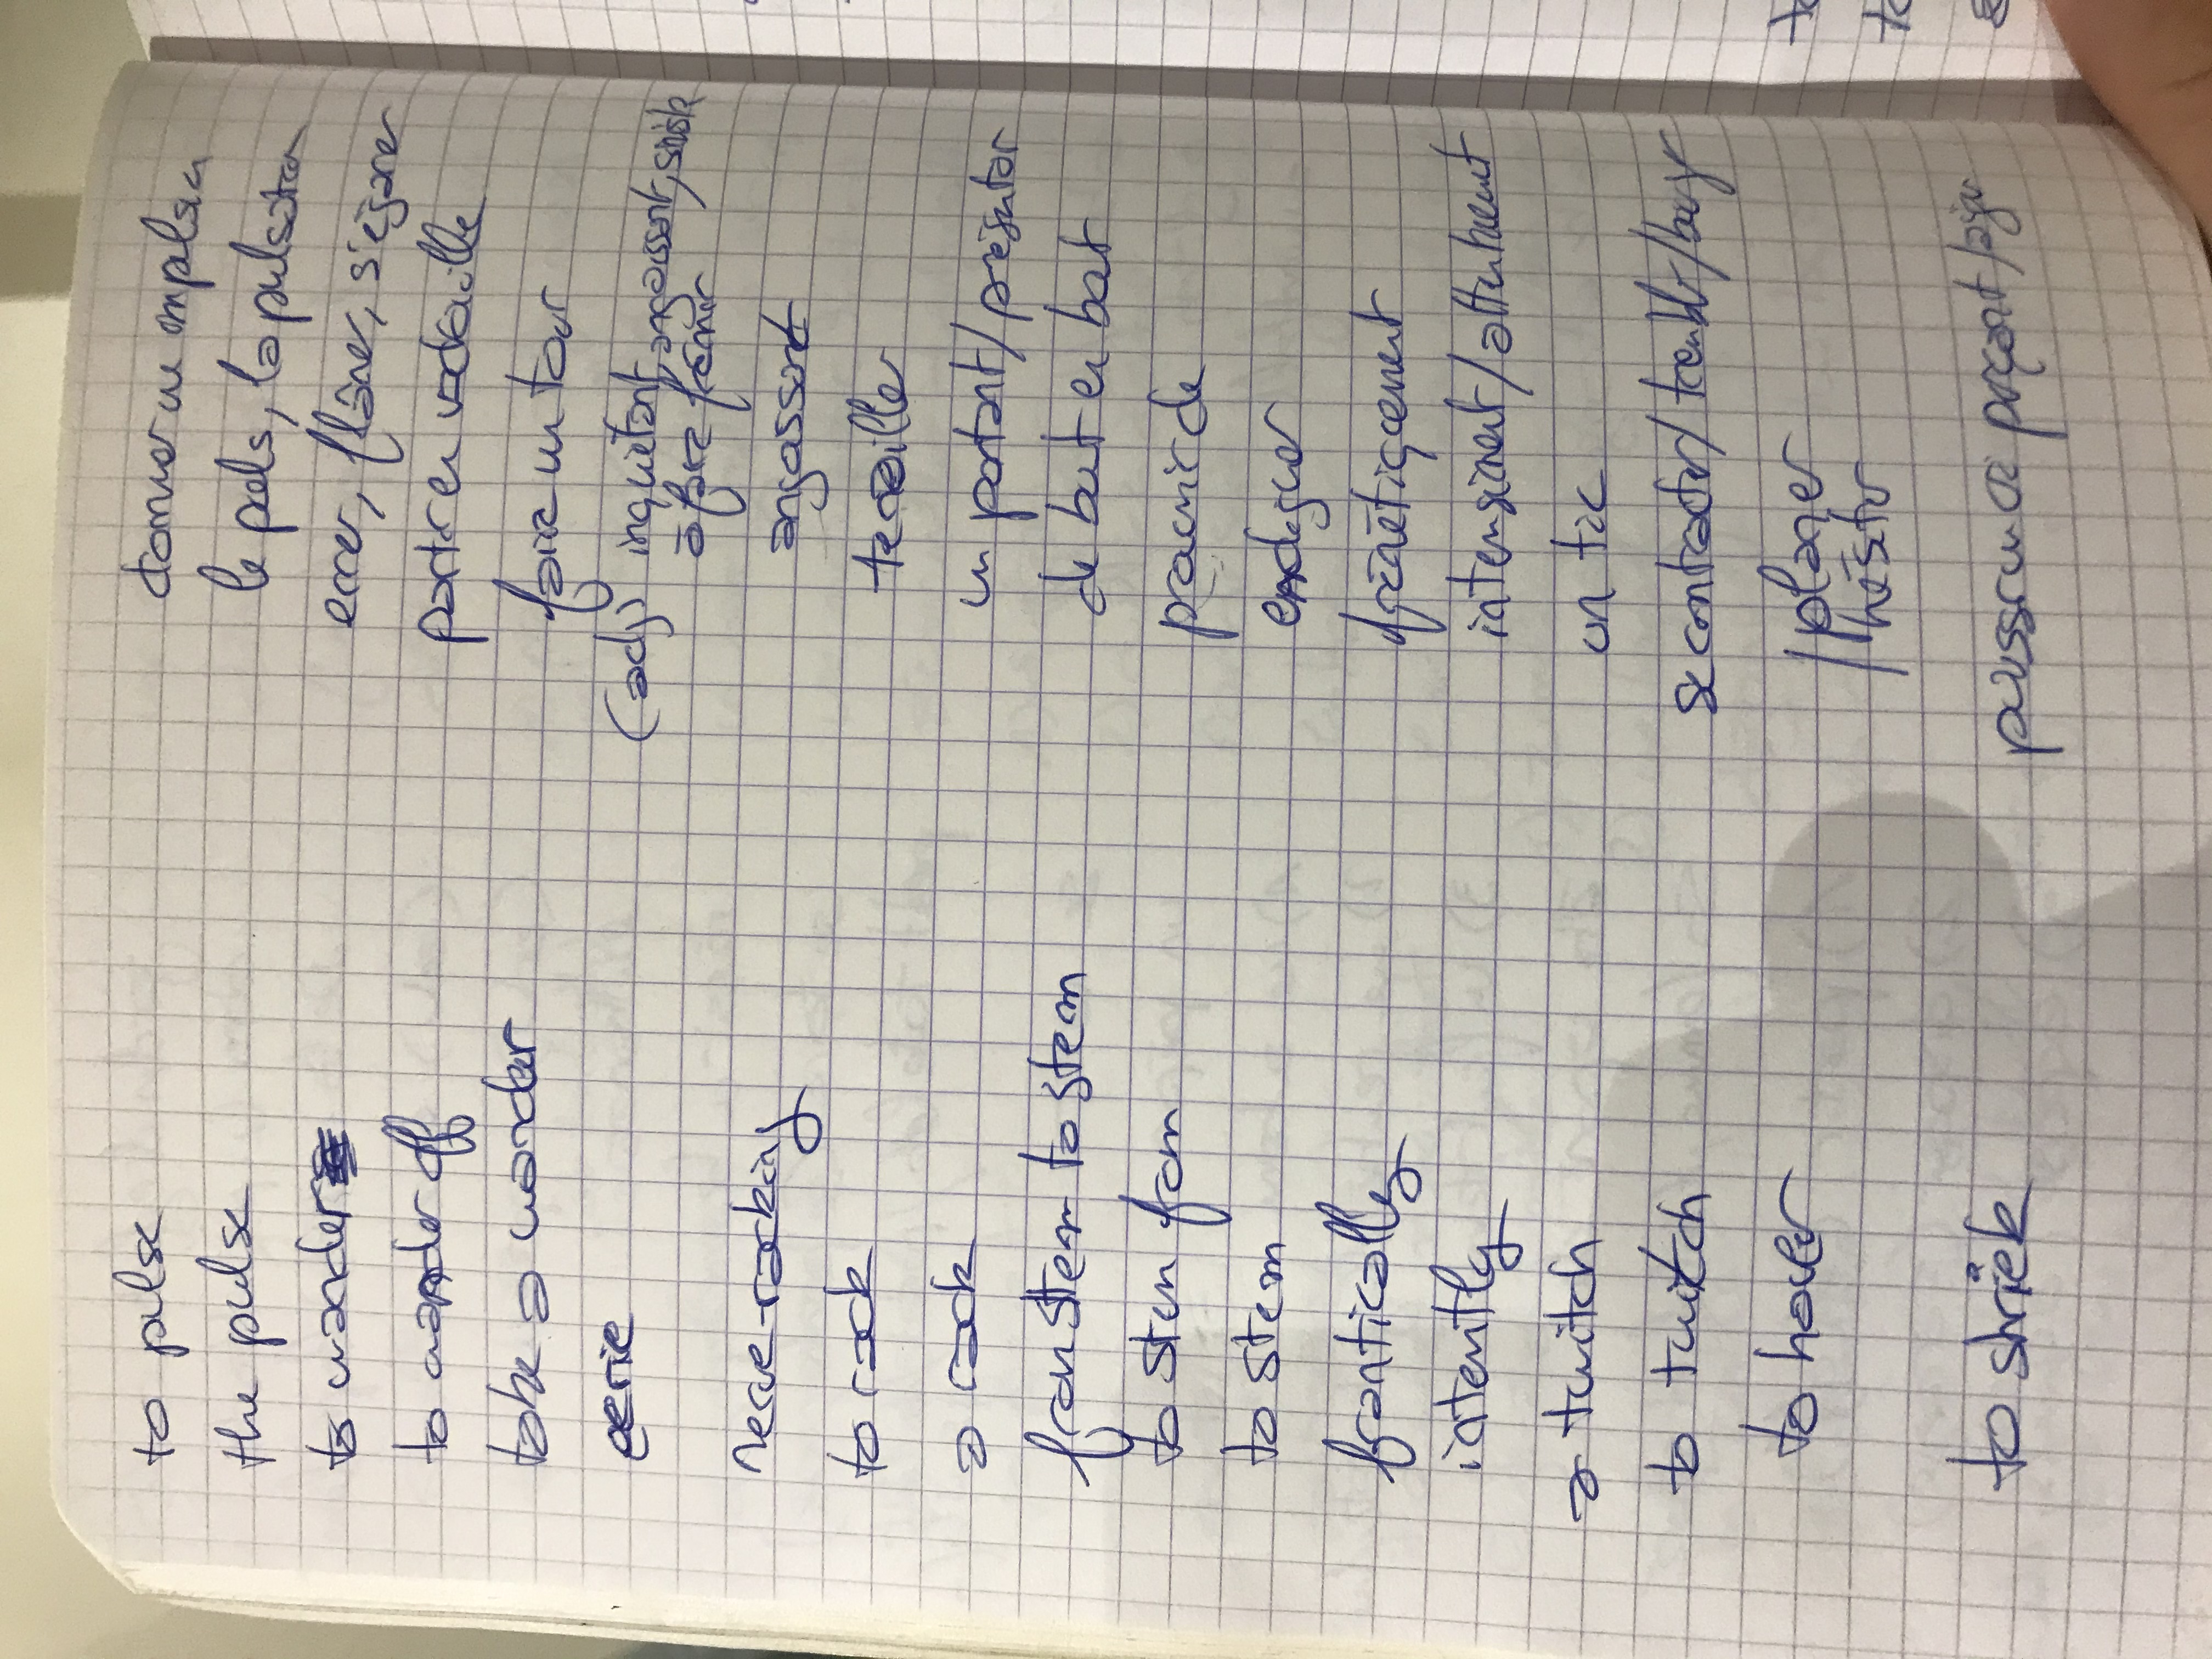 to pulse donner une impulsion
the pulse le pouls, la pulsation
to wander errer, flâner, s'égarer
to wander off partir en vadrouille
take a wander faire un tour
eerie (adj) inquiétant, angoissant, sinistre
à faire frémir
nerve-racking angoissant
to rack tenailler
a rack un portant/présentoir
from stem to stern de bout en bout
to stem from provenir de
to stem endiguer
frantically frénétiquement
intently intensément/attentivement
a twitch un tic
to twitch se contracter/trembler/bouger
to hover /planer
/hésiter
to shriek pousser un cri perçant/aigu